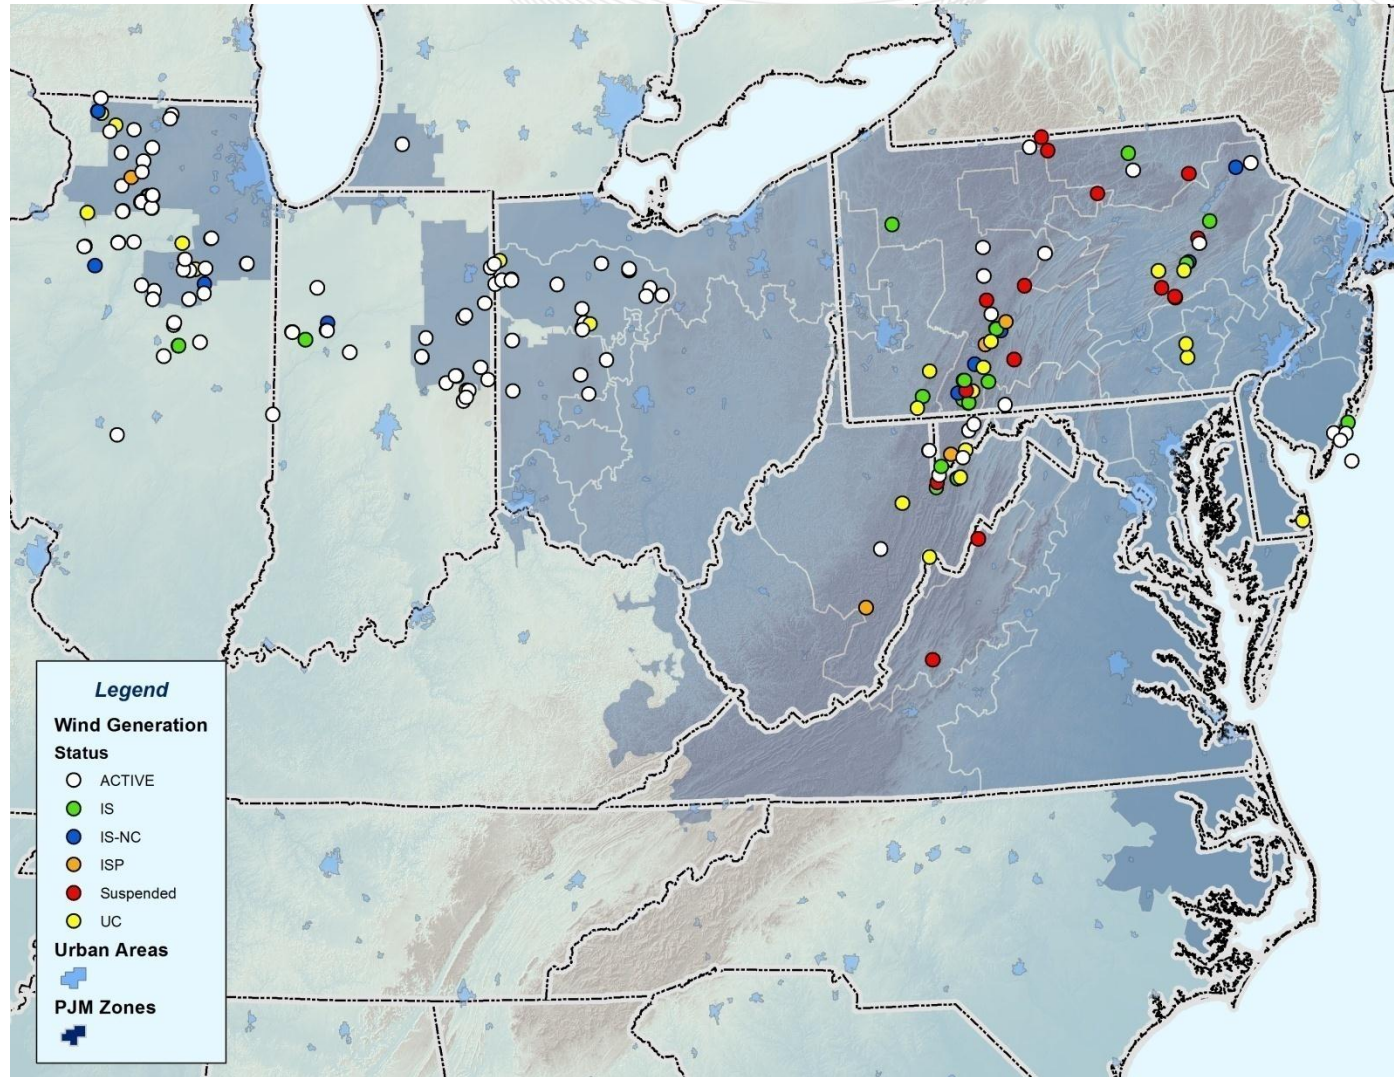 Legend
Wind Generation
Status
ACTIVE
IS
IS-NC
ISP
Suspended
UC
Urban Areas
PJM Zones